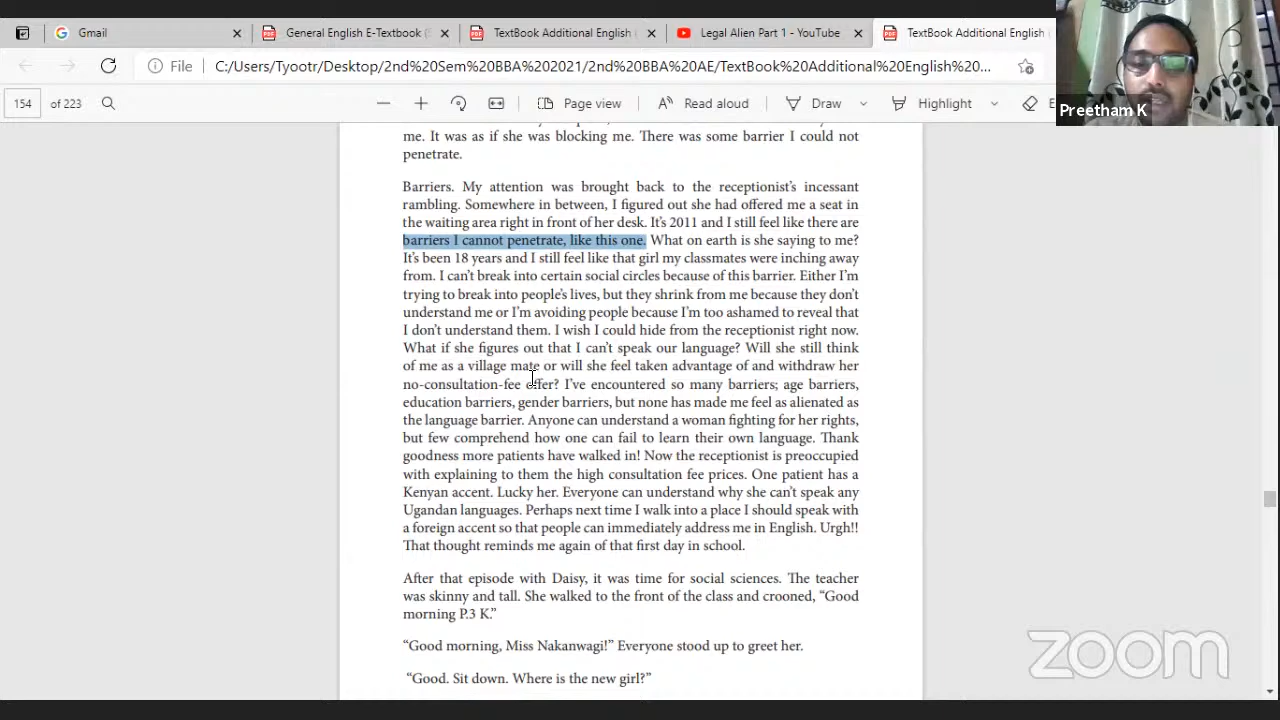 Gmail
General English E-Textbook (
TextBook Additional English
Legal Alien Part 1 - YouTube
TextBook Additional English
File
C:/Users/Tyootr/Desktop/2nd%20Sem%20BBA%202021/2nd%20BBA%20AE/TextBook%20Additional%20English%20...
154 of 223
Page view
Read aloud
Draw
Highlight
Preetham K
me. It was as if she was blocking me. There was some barrier I could not
penetrate.
Barriers. My attention was brought back to the receptionist's incessant
rambling. Somewhere in between, I figured out she had offered me a seat in
the waiting area right in front of her desk. It's 2011 and I still feel like there are
barriers I cannot penetrate, like this one. What on earth is she saying to me?
It's been 18 years and I still feel like that girl my classmates were inching away
from. I can't break into certain social circles because of this barrier. Either I'm
trying to break into people's lives, but they shrink from me because they don't
understand me or I'm avoiding people because I'm too ashamed to reveal that
I don't understand them. I wish I could hide from the receptionist right now.
What if she figures out that I can't speak our language? Will she still think
of me as a village mate or will she feel taken advantage of and withdraw her
no-consultation-fee offer? I've encountered so many barriers; age barriers,
education barriers, gender barriers, but none has made me feel as alienated as
the language barrier. Anyone can understand a woman fighting for her rights,
but few comprehend how one can fail to learn their own language. Thank
goodness more patients have walked in! Now the receptionist is preoccupied
with explaining to them the high consultation fee prices. One patient has a
Kenyan accent. Lucky her. Everyone can understand why she can't speak any
Ugandan languages. Perhaps next time I walk into a place I should speak with
a foreign accent so that people can immediately address me in English. Urgh!!
That thought reminds me again of that first day in school.
After that episode with Daisy, it was time for social sciences. The teacher
was skinny and tall. She walked to the front of the class and crooned, "Good
morning P.3 K."
"Good morning, Miss Nakanwagi!" Everyone stood up to greet her.
"Good. Sit down. Where is the new girl?"
zoom